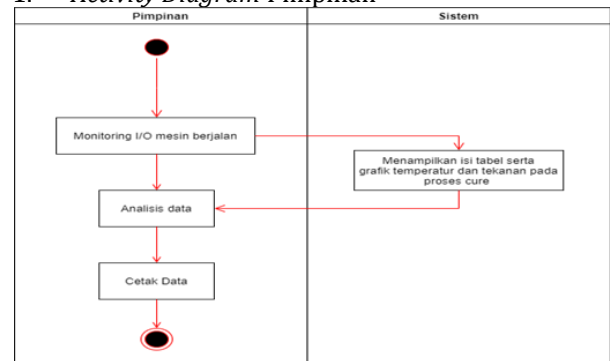 1. Activity Diagram Pimpinan
Pimpinan
Sistem
Monitoring I/O mesin berjalan
Menampilkan isi tabel serta
grafik temperatur dan tekanan pada
proses cure
Analisis data
Cetak Data